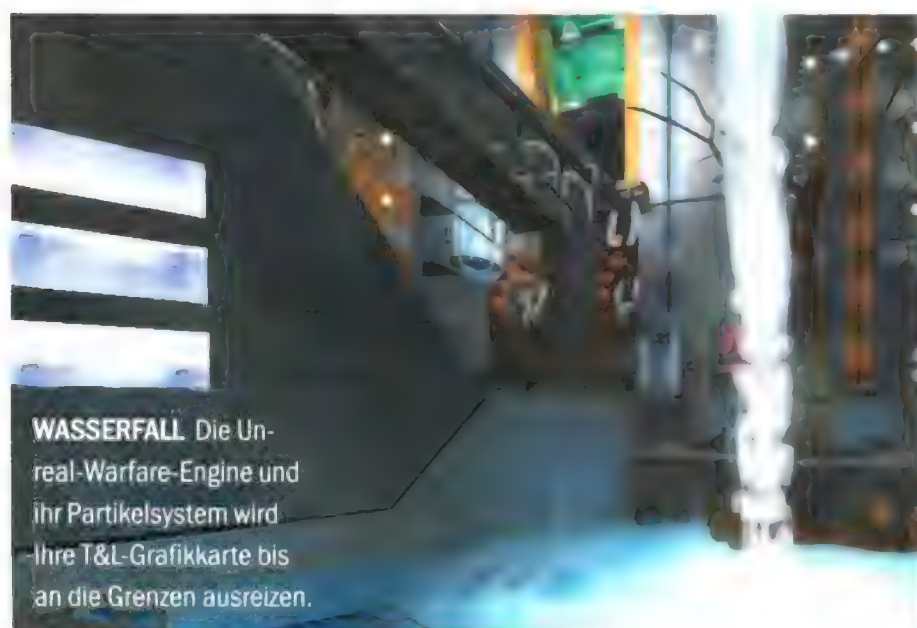 WASSERFALL Die Un-
real-Warfare-Engine und
ihr Partikelsystem wird
Ihre T&L-Grafikkarte bis
an die Grenzen ausreizen.